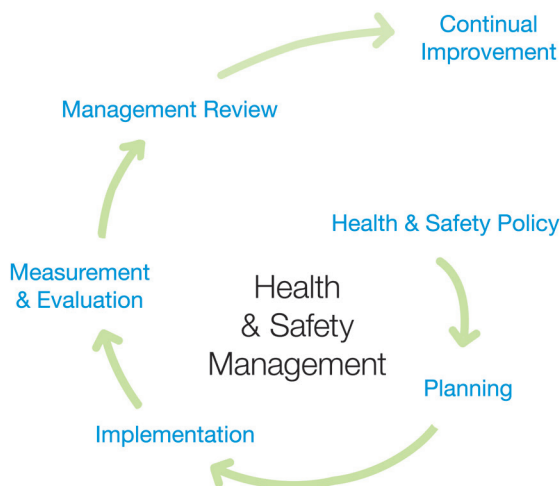 Continual
Improvement
Management Review
Health & Safety Policy
Measurement
& Evaluation
Health
& Safety
Management
Planning
Implementation